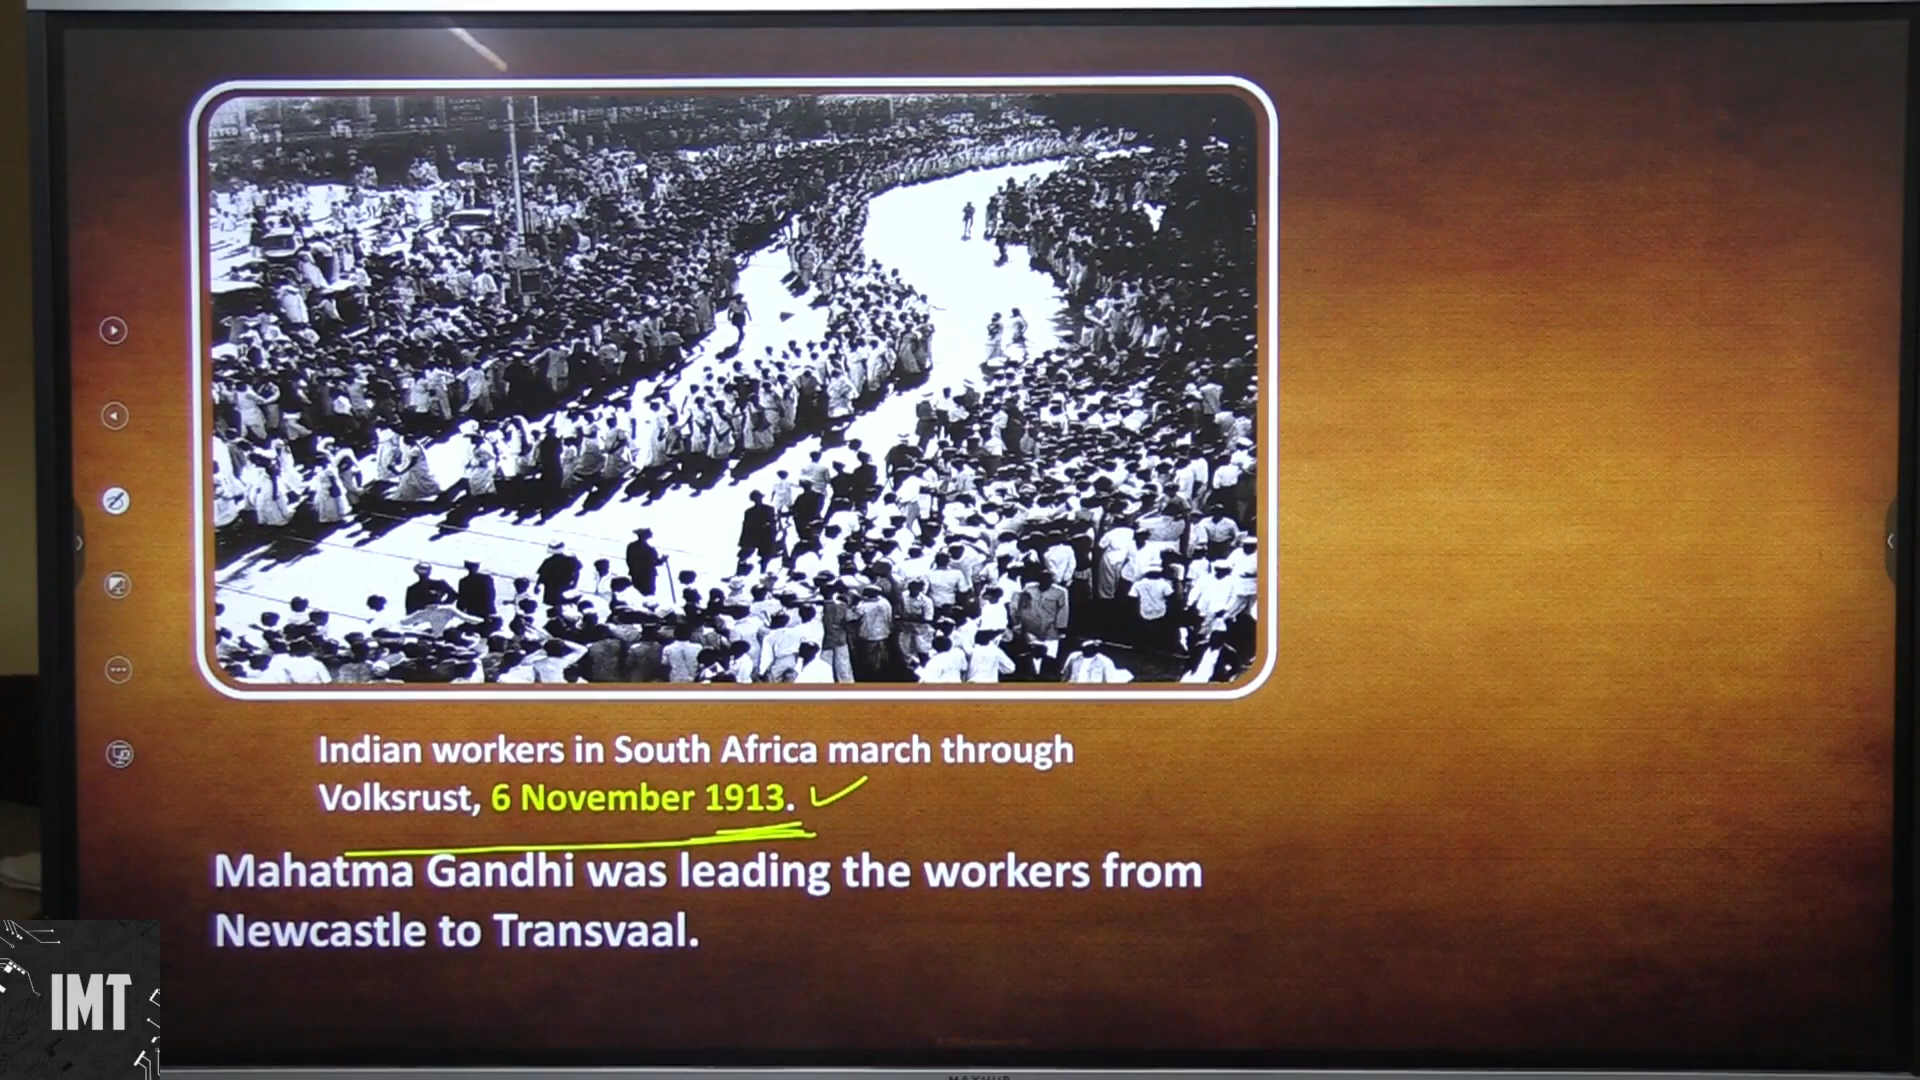 Indian workers in South Africa march through
Volksrust, 6 November 1913.
Mahatma Gandhi was leading the workers from
Newcastle to Transvaal.
IMT
MAXHUB